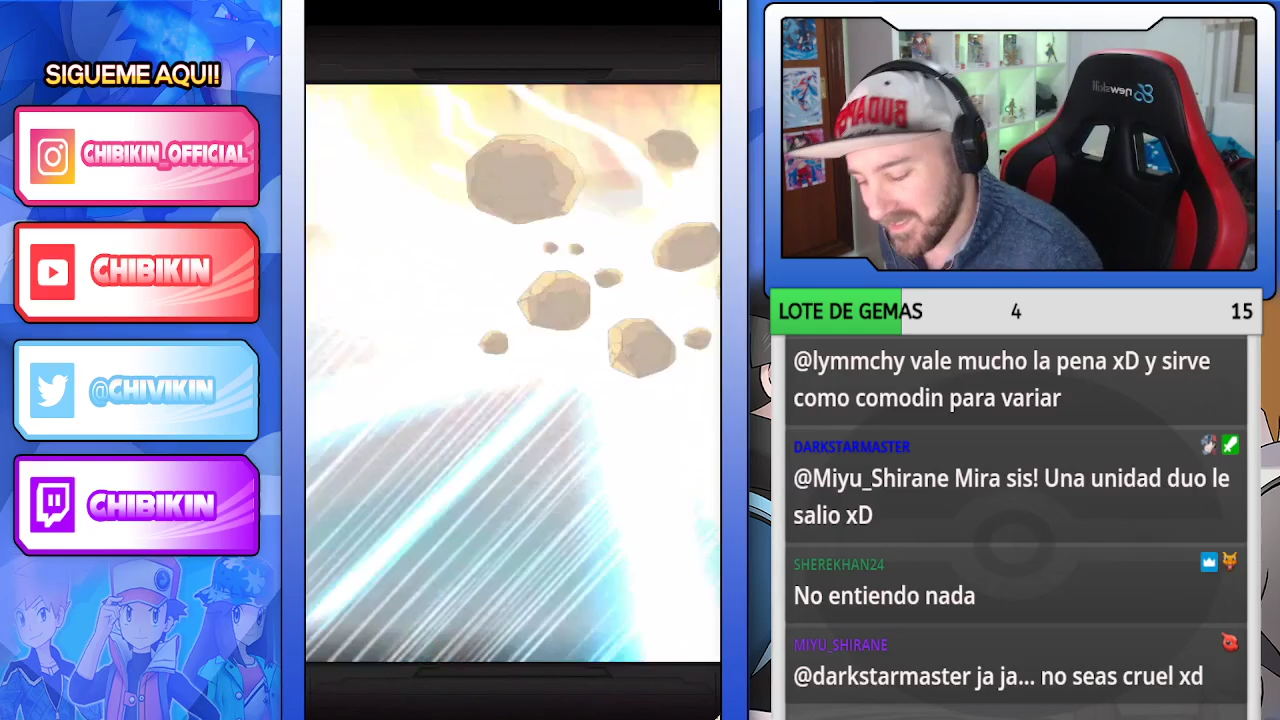 SIGUEME AQUI!
CHIBIKIN_OFFICIAL
CHIBIKIN
@CHIVIKIN
CHIBIKIN
BUDAPEST
newskill
LOTE DE GEMAS 4 15
@lymmchy vale mucho la pena xD y sirve
como comodin para variar
DARKSTARMASTER
@Miyu_Shirane Mira sis! Una unidad duo le
salio xD
SHEREKHAN24
No entiendo nada
MIYU_SHIRANE
@darkstarmaster ja ja... no seas cruel xd